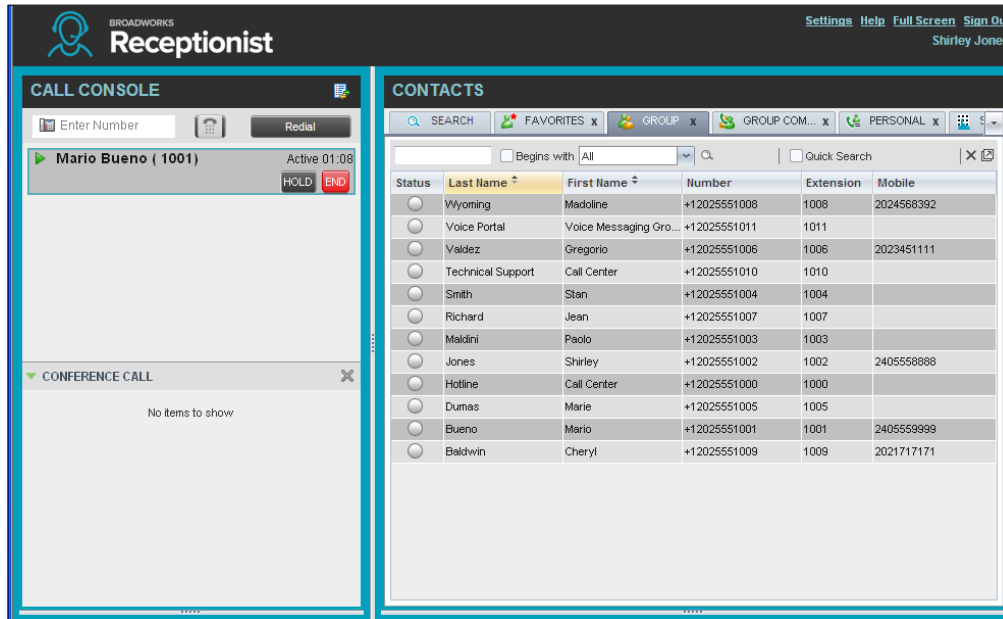 BROADWORKS
Receptionist
Settings Help Full Screen Sign Ou
Shirley Jone
CALL CONSOLE
Enter Number Redial
Mario Bueno ( 1001) Active 01:08
HOLD END
CONFERENCE CALL
No items to show
CONTACTS
SEARCH FAVORITES X GROUP X GROUP COM... X PERSONAL X S
Begins with All Quick Search
Status Last Name First Name Number Extension Mobile
Wyoming Madoline +12025551008 1008 2024568392
Voice Portal Voice Messaging Gro... +12025551011 1011
Valdez Gregorio +12025551006 1006 2023451111
Technical Support Call Center +12025551010 1010
Smith Stan +12025551004 1004
Richard Jean +12025551007 1007
Maldini Paolo +12025551003 1003
Jones Shirley +12025551002 1002 2405558888
Hotline Call Center +12025551000 1000
Dumas Marie +12025551005 1005
Bueno Mario +12025551001 1001 2405559999
Baldwin Cheryl +12025551009 1009 2021717171